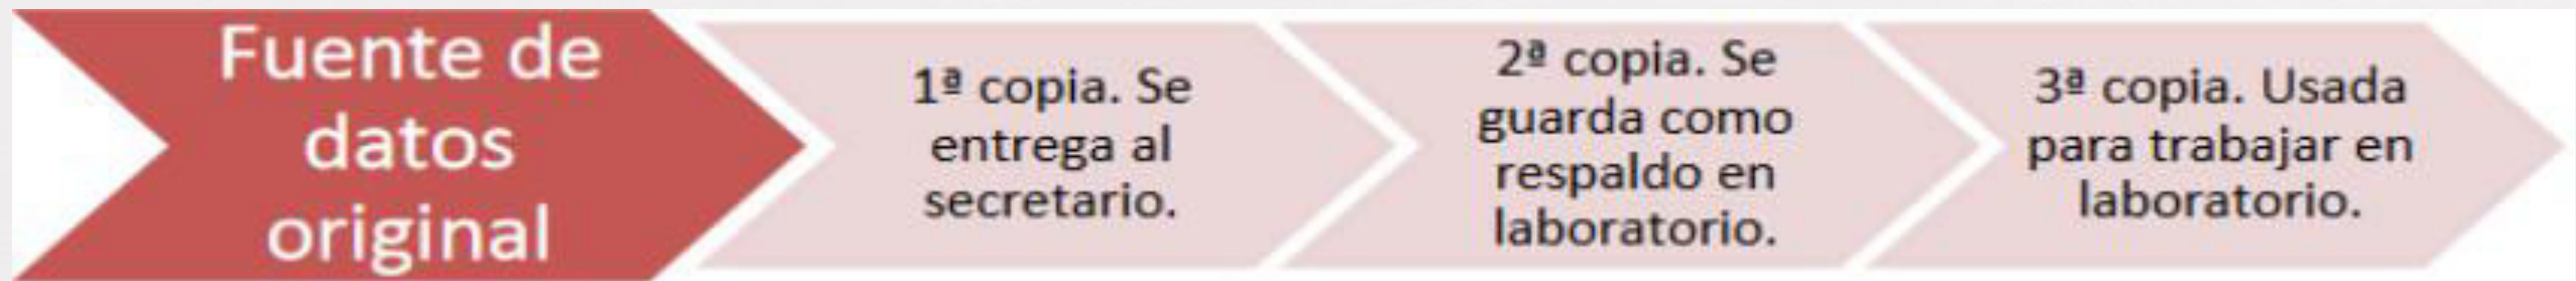 Fuente de
datos
original
1ª copia. Se
entrega al
secretario.
2ª copia. Se
guarda como
respaldo en
laboratorio.
3ª copia. Usada
para trabajar en
laboratorio.